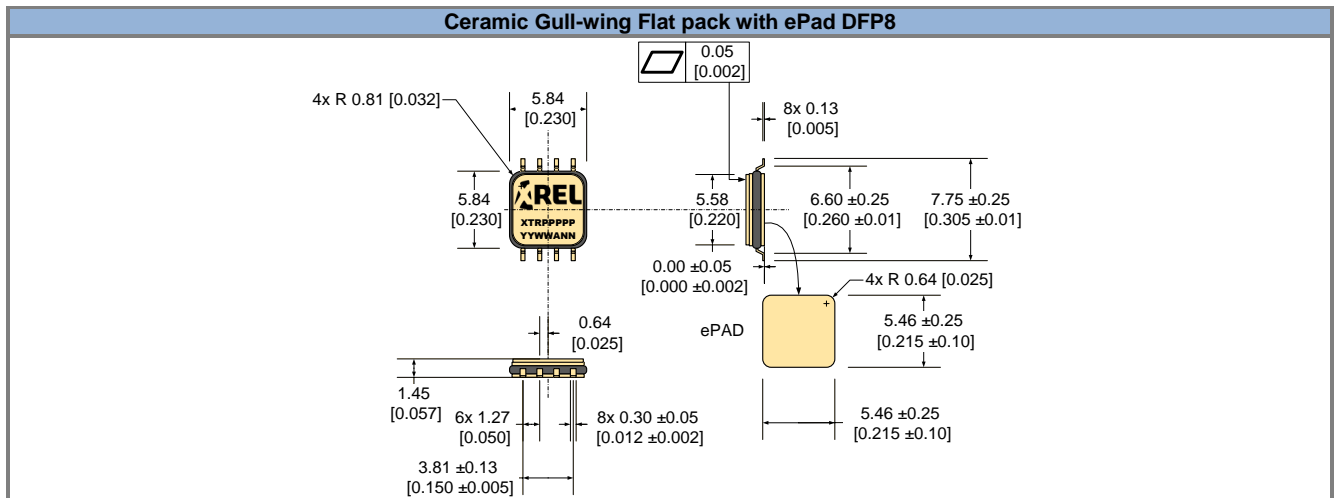 Ceramic Gull-wing Flat pack with ePad DFP8
0.05
[0.002]
4x R 0.81 [0.032]
5.84
[0.230]
8x 0.13
[0.005]
5.84
[0.230]
XREL
XTRPPPPP
YYWWANN
5.58
[0.220]
6.60 ±0.25
[0.260 ±0.01]
7.75 ±0.25
[0.305 ±0.01]
0.00 ±0.05
[0.000 ±0.002]
4x R 0.64 [0.025]
ePAD
5.46 ±0.25
[0.215 ±0.10]
0.64
[0.025]
1.45
[0.057]
6x 1.27
[0.050]
8x 0.30 ±0.05
[0.012 ±0.002]
5.46 ±0.25
[0.215 ±0.10]
3.81 ±0.13
[0.150 ±0.005]